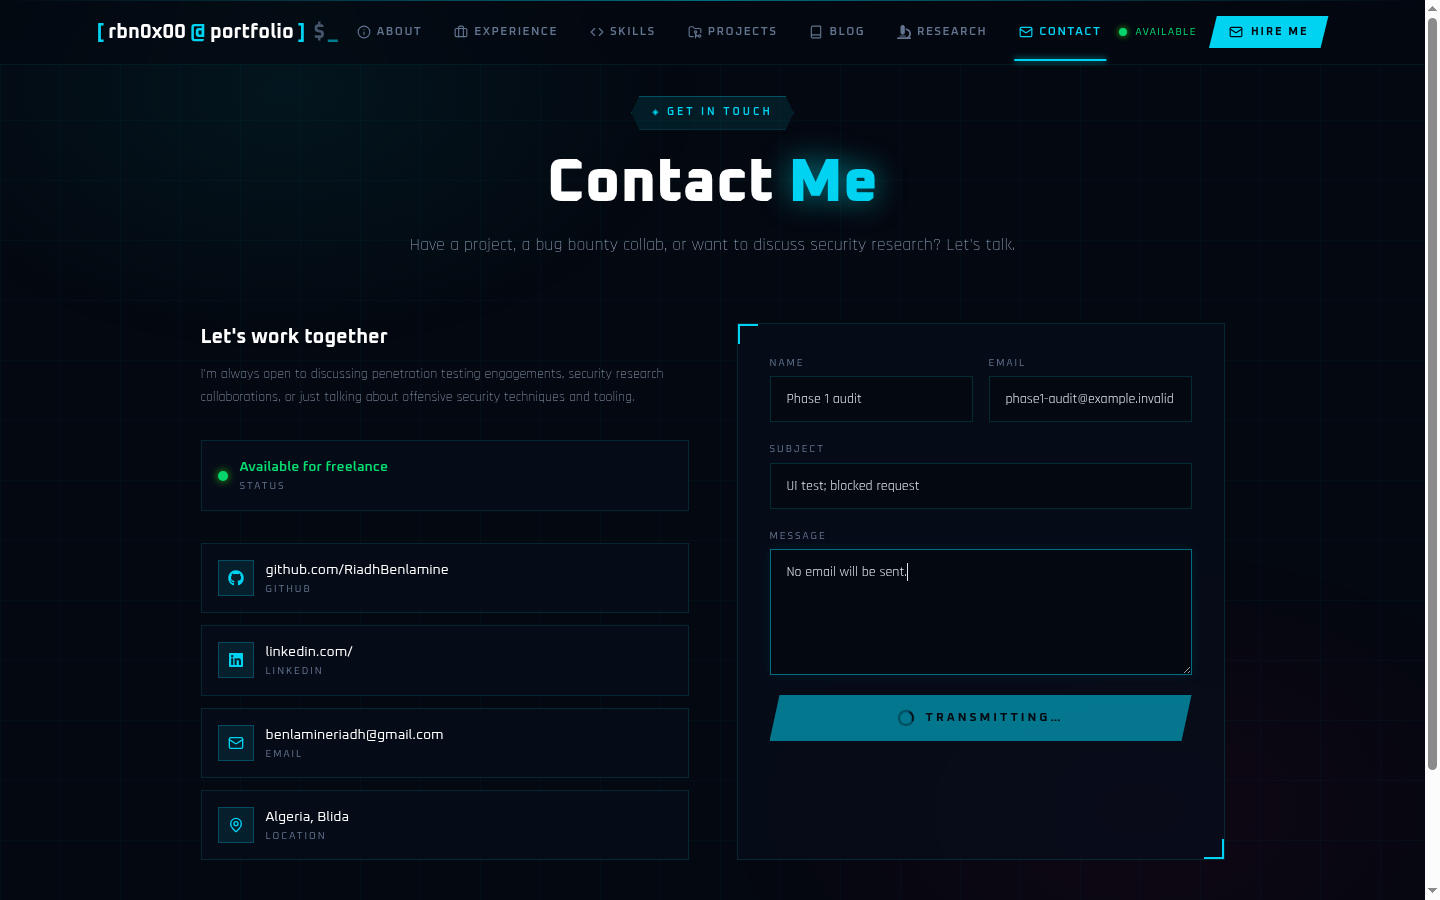 [ rbn0x00 @ portfolio ] $_
ABOUT
EXPERIENCE
SKILLS
PROJECTS
BLOG
RESEARCH
CONTACT
AVAILABLE
HIRE ME
GET IN TOUCH
Contact Me
Have a project, a bug bounty collab, or want to discuss security research? Let's talk.
Let's work together
I'm always open to discussing penetration testing engagements, security research
collaborations, or just talking about offensive security techniques and tooling.
Available for freelance
STATUS
github.com/RiadhBenlamine
GITHUB
linkedin.com/
LINKEDIN
benlamineriadh@gmail.com
EMAIL
Algeria, Blida
LOCATION
NAME
EMAIL
Phase 1 audit
phase1-audit@example.invalid
SUBJECT
UI test; blocked request
MESSAGE
No email will be sent.
TRANSMITTING...